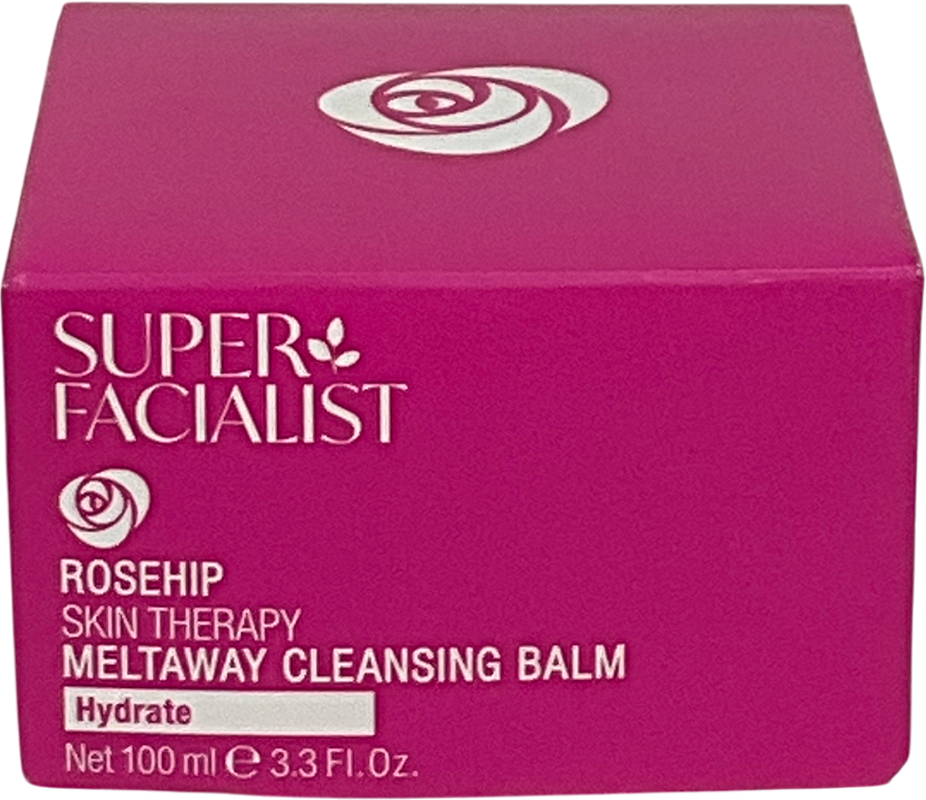 SUPER
FACIALIST
ROSEHIP
SKIN THERAPY
MELTAWAY CLEANSING BALM
Hydrate
Net 100 ml ℮ 3.3 Fl.Oz.